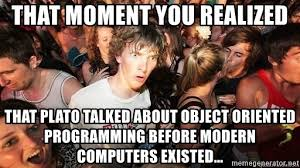 THAT MOMENT YOU REALIZED
THAT PLATO TALKED ABOUT OBJECT ORIENTED
PROGRAMMING BEFORE MODERN
COMPUTERS EXISTED...
memegenerator.net